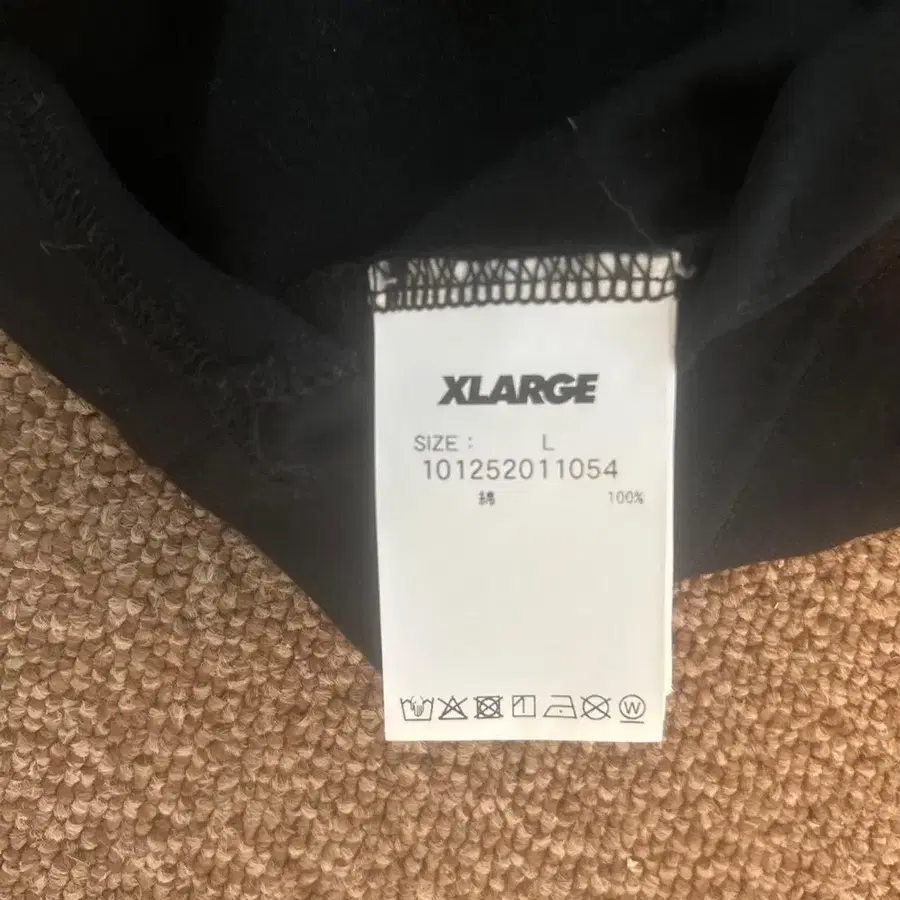 XLARGE
SIZE : L
101252011054
綿 100%
W